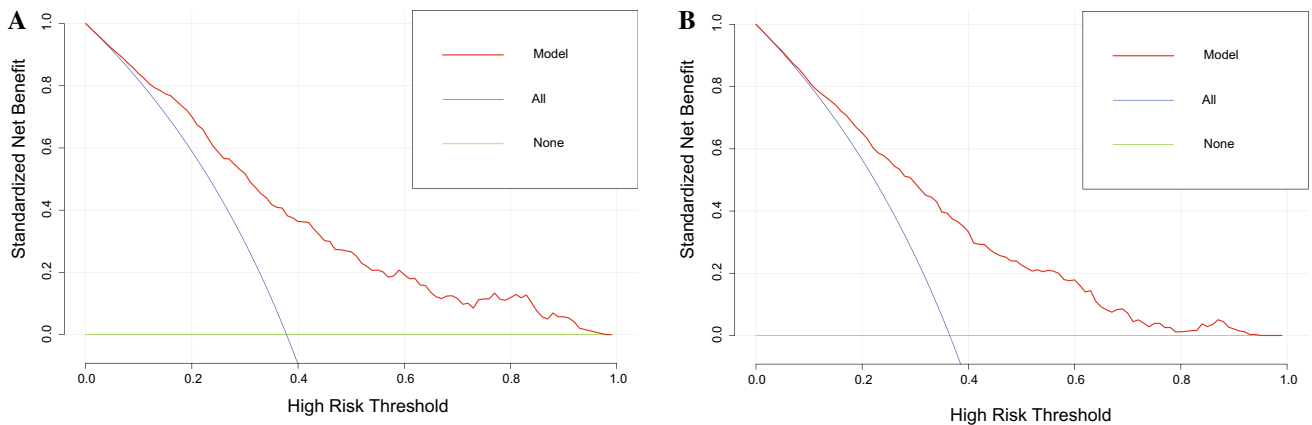 A
Standardized Net Benefit
1.0
0.8
0.6
0.4
0.2
0.0
Model
All
None
0.0 0.2 0.4 0.6 0.8 1.0
High Risk Threshold
B
Standardized Net Benefit
1.0
0.8
0.6
0.4
0.2
0.0
Model
All
None
0.0 0.2 0.4 0.6 0.8 1.0
High Risk Threshold